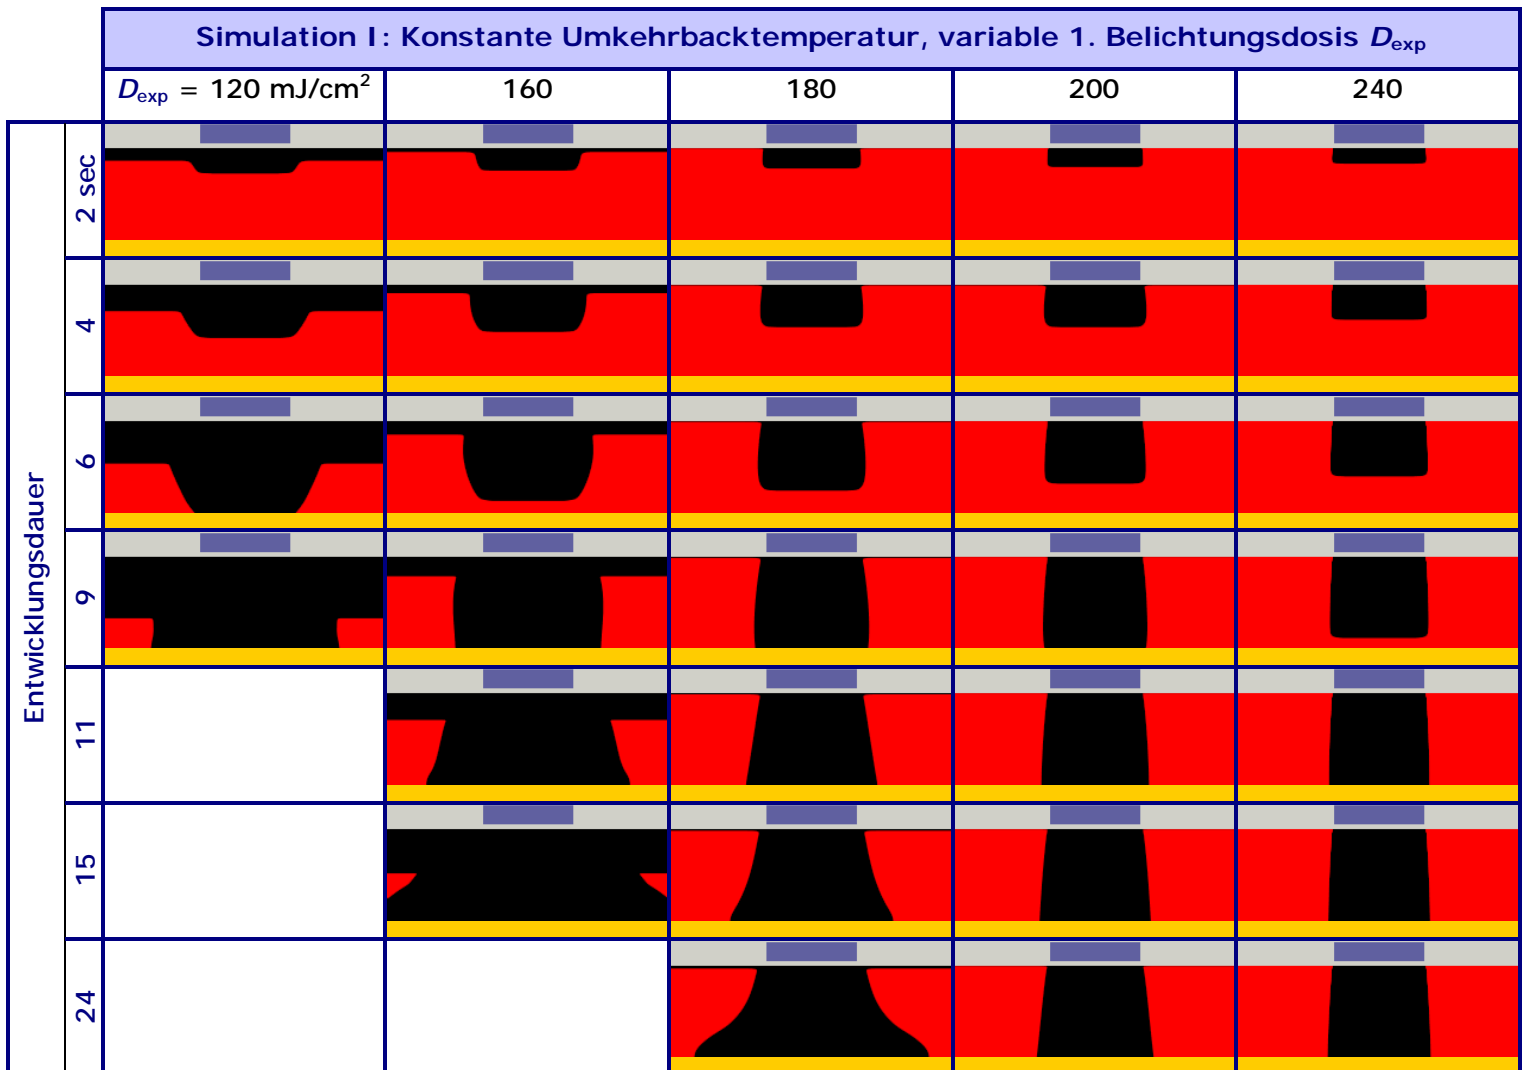 Simulation I: Konstante Umkehrbacktemperatur, variable 1. Belichtungsdosis Dexp
Dexp = 120 mJ/cm² 160 180 200 240
Entwicklungsdauer
2 sec
4
6
9
11
15
24